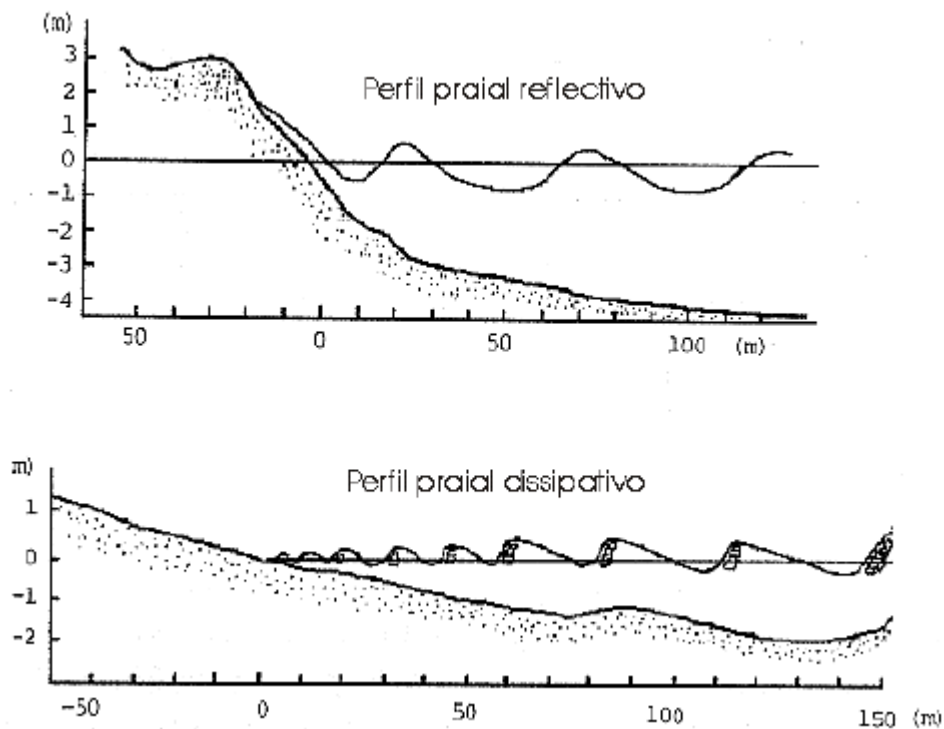 (m)
3
2
Perfil praial reflectivo
1
0
-1
-2
-3
-4
50 0 50 100 (m)
m)
Perfil praial dissipativo
1
0
-1
-2
-50 0 50 100 150 (m)